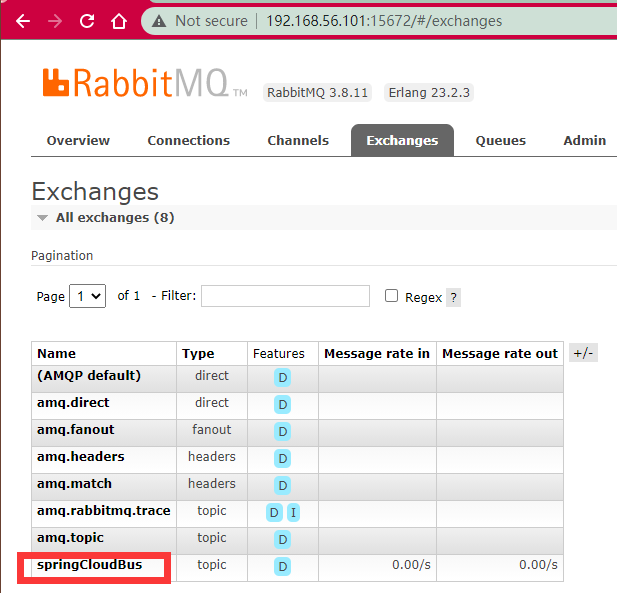 Not secure | 192.168.56.101:15672/#/exchanges
RabbitMQ TM RabbitMQ 3.8.11 Erlang 23.2.3
Overview Connections Channels Exchanges Queues Admin
Exchanges
All exchanges (8)
Pagination
Page 1 of 1 - Filter: Regex ?
Name Type Features Message rate in Message rate out +/-
(AMQP default) direct D
amq.direct direct D
amq.fanout fanout D
amq.headers headers D
amq.match headers D
amq.rabbitmq.trace topic D I
amq.topic topic D
springCloudBus topic D 0.00/s 0.00/s